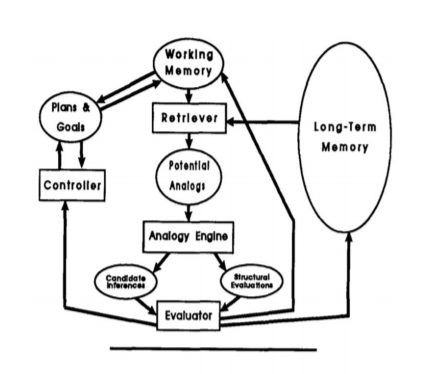 Working
Memory
Plans &
Goals
Retriever
Long-Term
Memory
Potential
Analogs
Controller
Analogy Engine
Candidate
Inferences
Structural
Evaluations
Evaluator